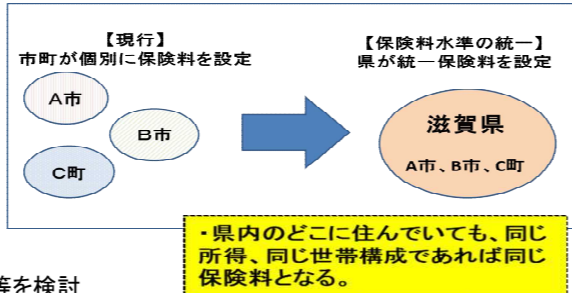 【現行】
市町が個別に保険料を設定
A市
B市
C町
【保険料水準の統一】
県が統一保険料を設定
滋賀県
A市、B市、C町
・県内のどこに住んでいても、同じ
所得、同じ世帯構成であれば同じ
保険料となる。
等を検討